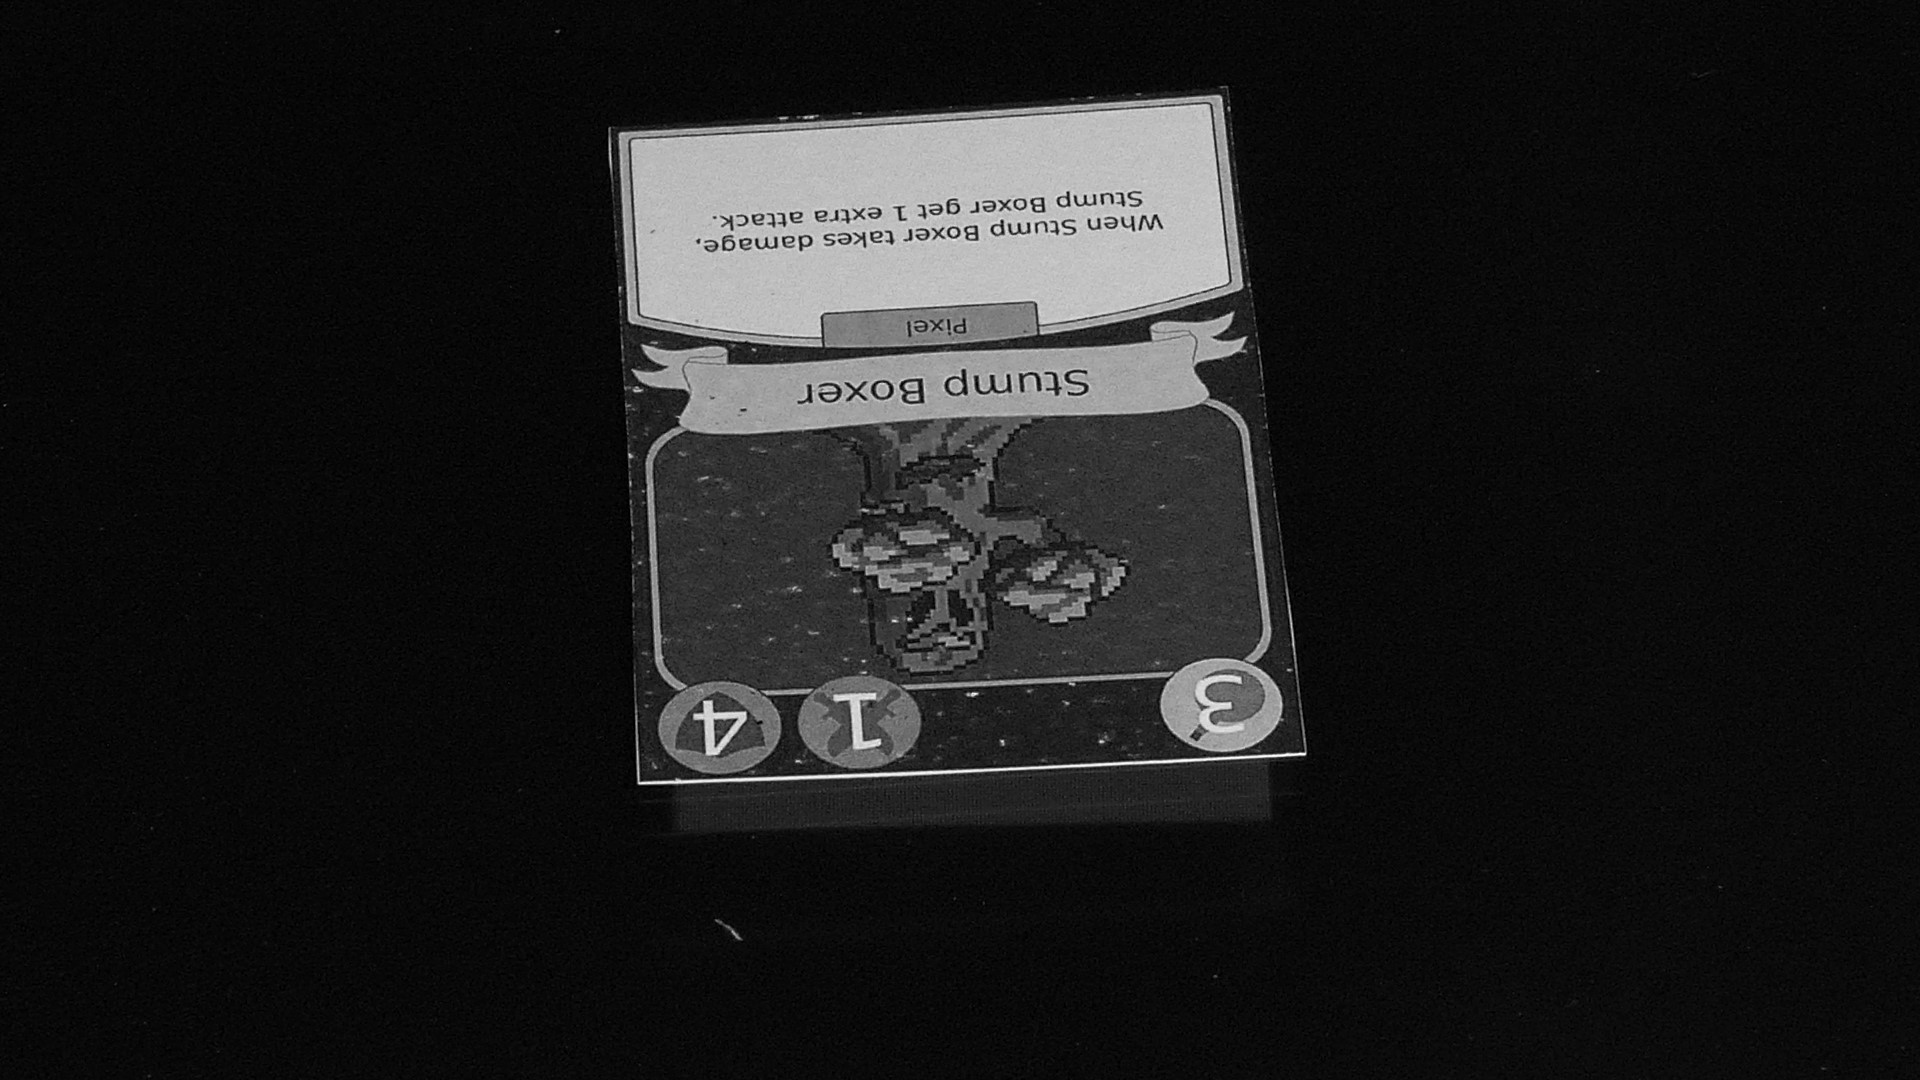 3 1 4
Stump Boxer
Pixel
When Stump Boxer takes damage,
Stump Boxer get 1 extra attack.